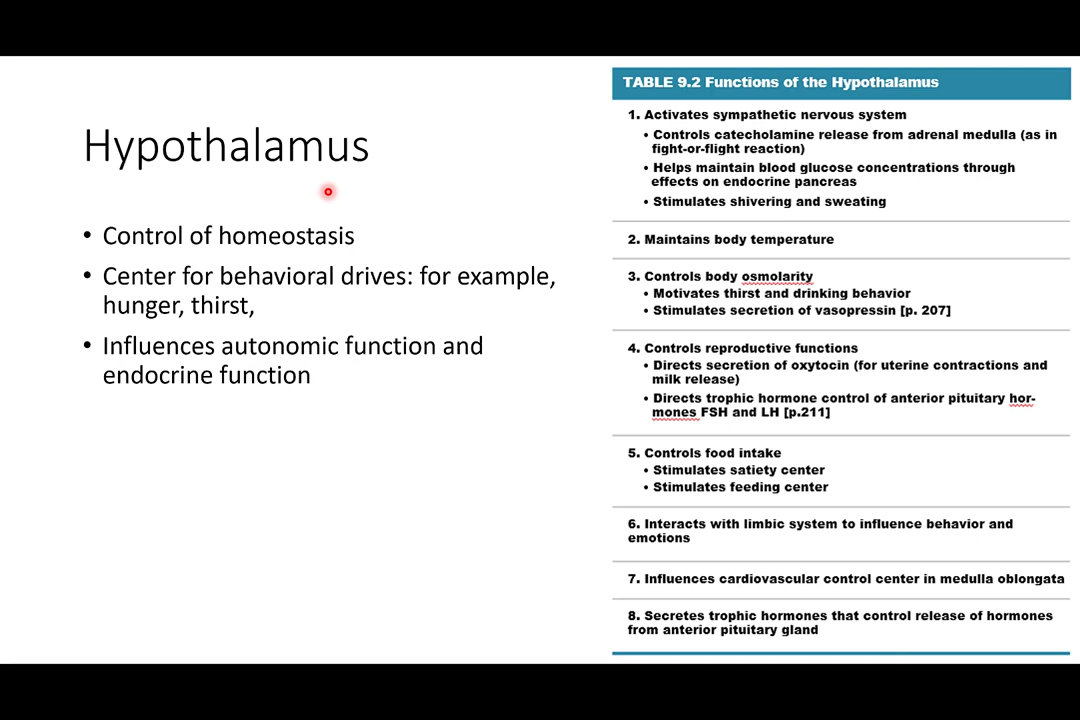 Hypothalamus
• Control of homeostasis
• Center for behavioral drives: for example,
hunger, thirst,
• Influences autonomic function and
endocrine function
TABLE 9.2 Functions of the Hypothalamus
1. Activates sympathetic nervous system
• Controls catecholamine release from adrenal medulla (as in
fight-or-flight reaction)
• Helps maintain blood glucose concentrations through
effects on endocrine pancreas
• Stimulates shivering and sweating
2. Maintains body temperature
3. Controls body osmolarity
• Motivates thirst and drinking behavior
• Stimulates secretion of vasopressin [p. 207]
4. Controls reproductive functions
• Directs secretion of oxytocin (for uterine contractions and
milk release)
• Directs trophic hormone control of anterior pituitary hor-
mones FSH and LH [p.211]
5. Controls food intake
• Stimulates satiety center
• Stimulates feeding center
6. Interacts with limbic system to influence behavior and
emotions
7. Influences cardiovascular control center in medulla oblongata
8. Secretes trophic hormones that control release of hormones
from anterior pituitary gland